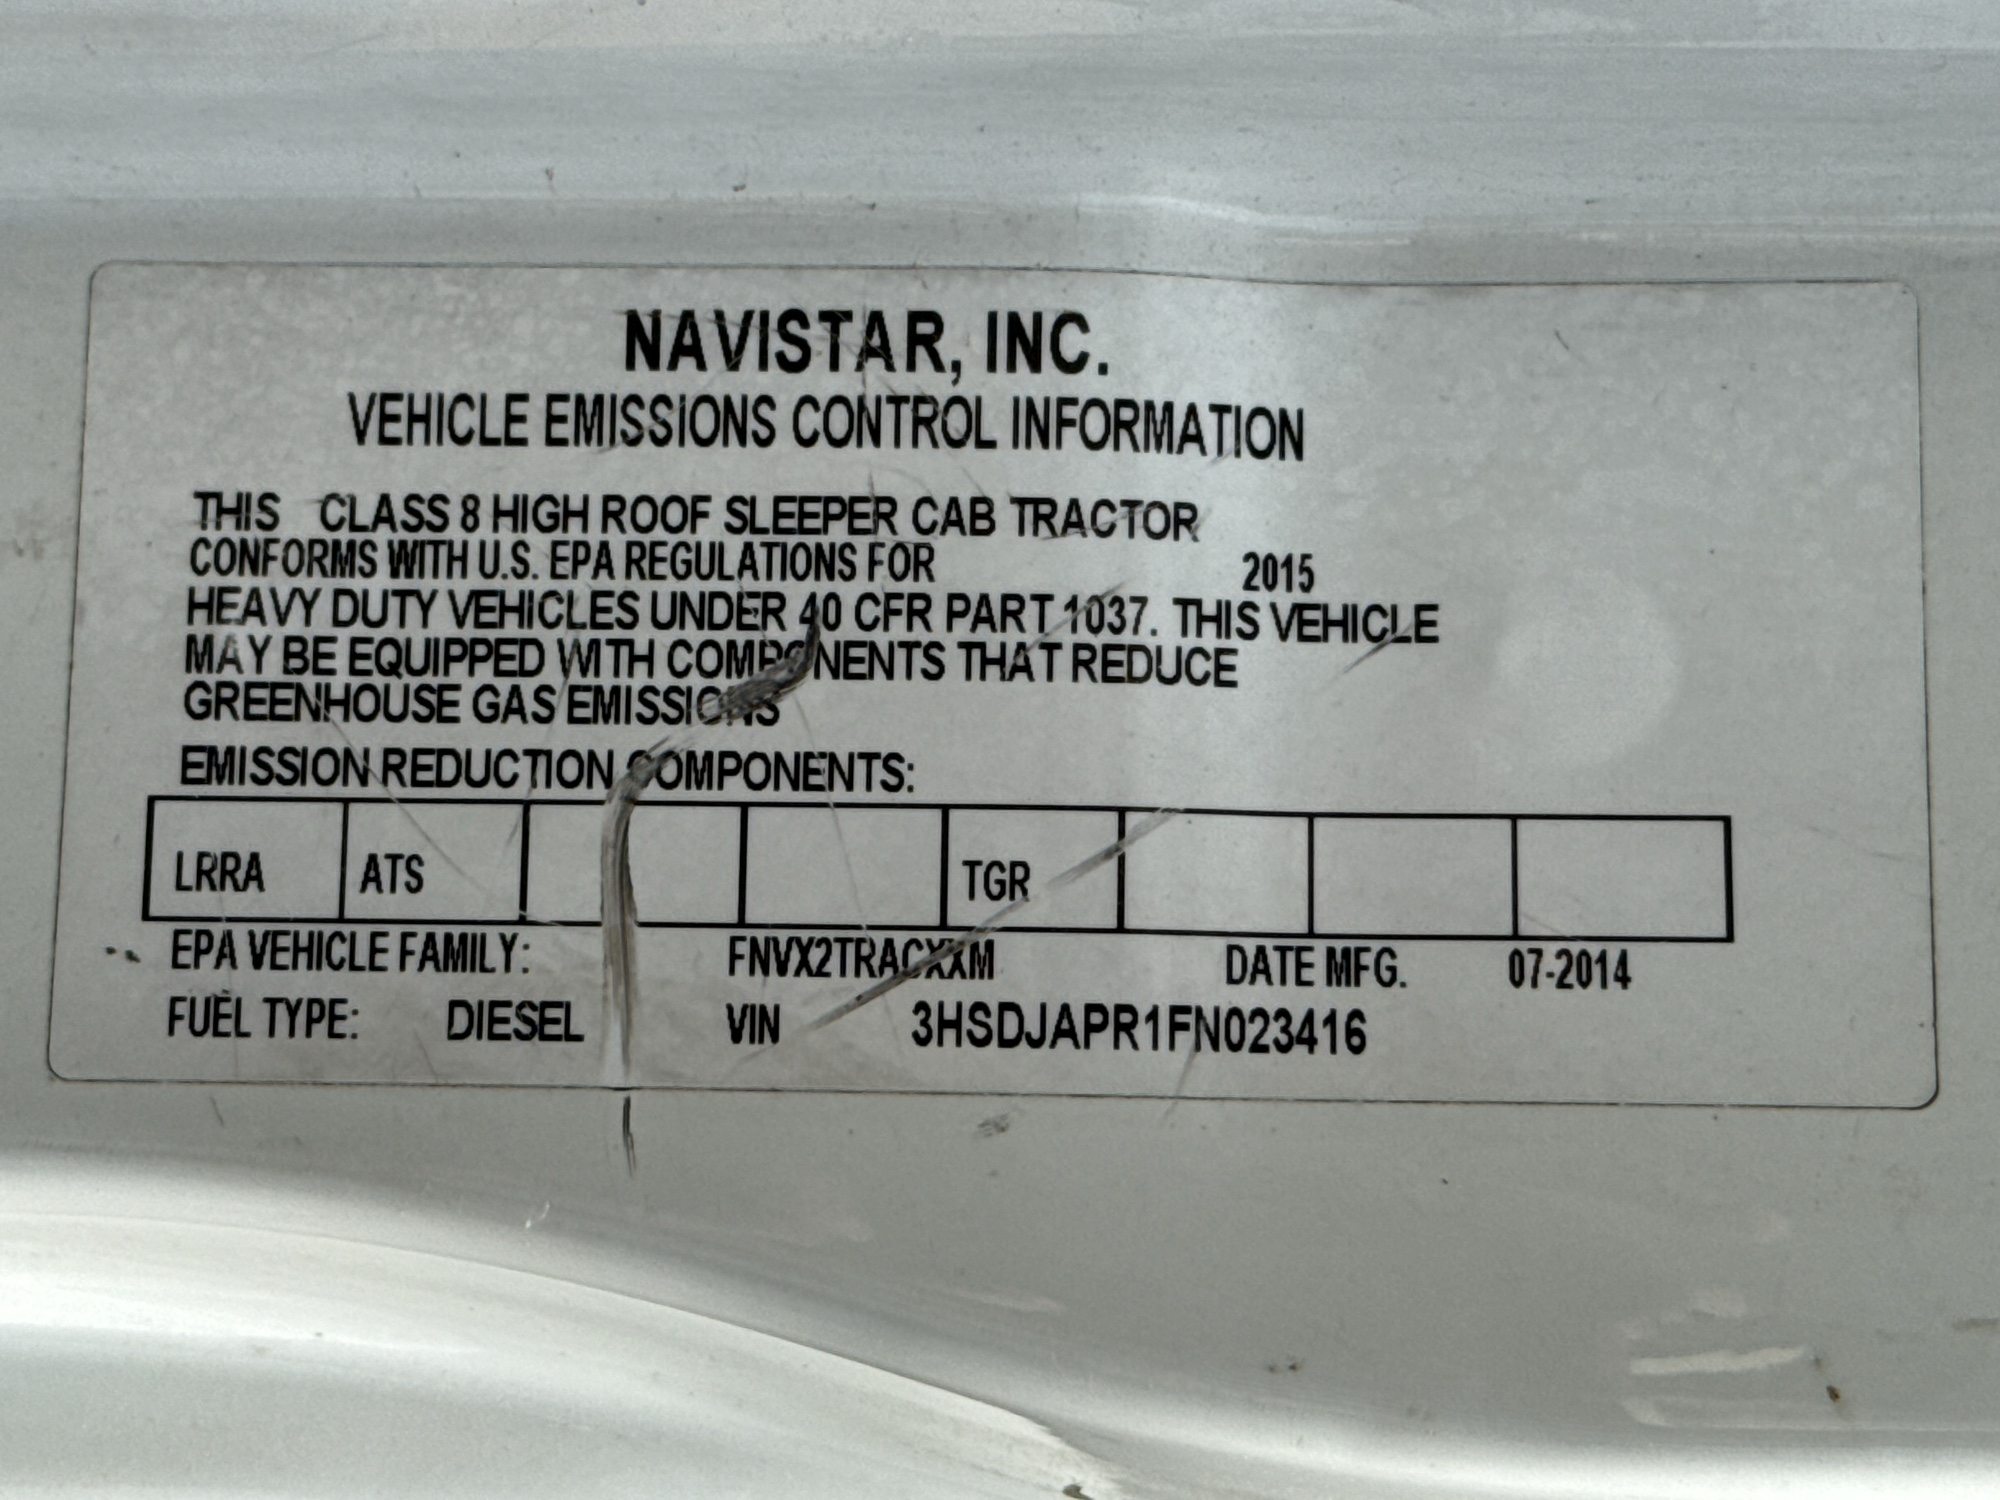 NAVISTAR, INC.
VEHICLE EMISSIONS CONTROL INFORMATION
THIS CLASS 8 HIGH ROOF SLEEPER CAB TRACTOR
CONFORMS WITH U.S. EPA REGULATIONS FOR 2015
HEAVY DUTY VEHICLES UNDER 40 CFR PART 1037. THIS VEHICLE
MAY BE EQUIPPED WITH COMPONENTS THAT REDUCE
GREENHOUSE GAS EMISSIONS
EMISSION REDUCTION COMPONENTS:
LRRA ATS TGR
EPA VEHICLE FAMILY: FNVX2TRACXXM DATE MFG. 07-2014
FUEL TYPE: DIESEL VIN 3HSDJAPR1FN023416